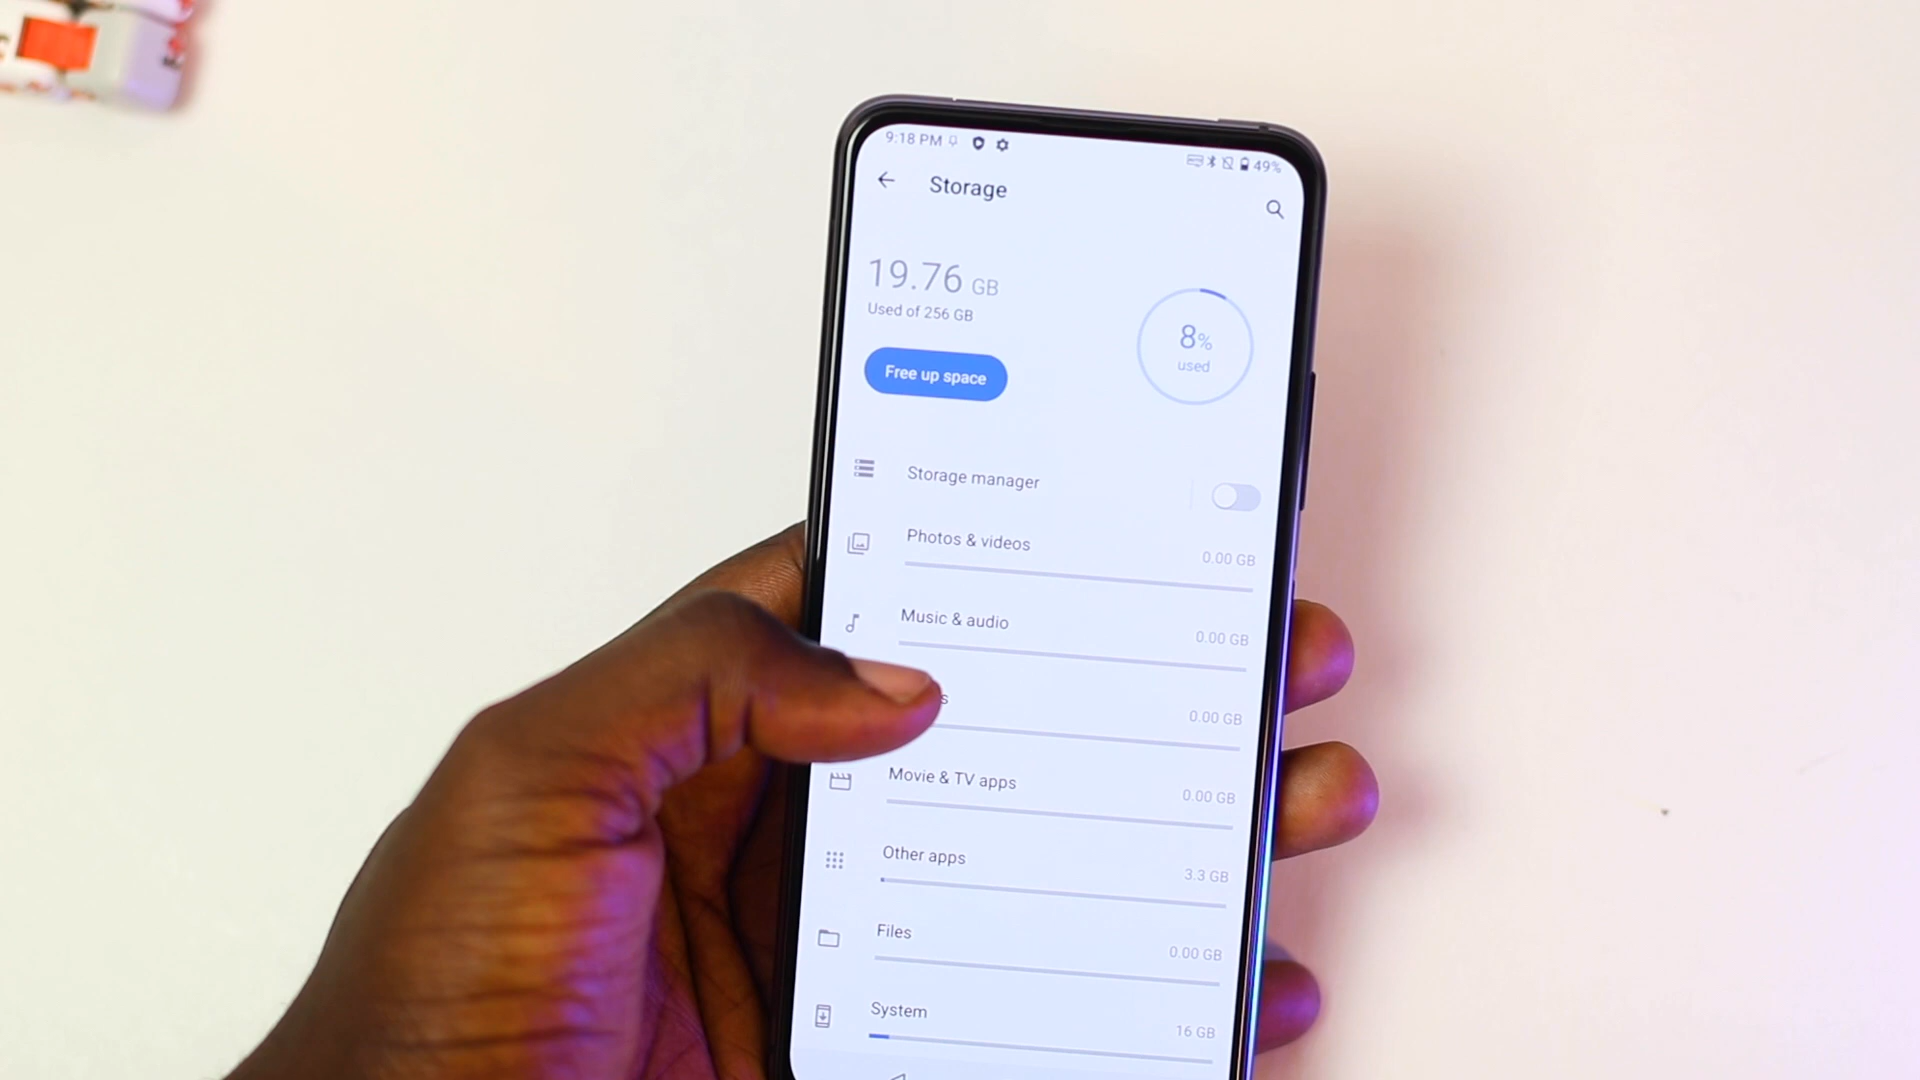 9:18 PM 49%
Storage
19.76 GB
Used of 256 GB
8%
used
Free up space
Storage manager
Photos & videos
0.00 GB
Music & audio
0.00 GB
s
0.00 GB
Movie & TV apps
0.00 GB
Other apps
3.3 GB
Files
0.00 GB
System
16 GB